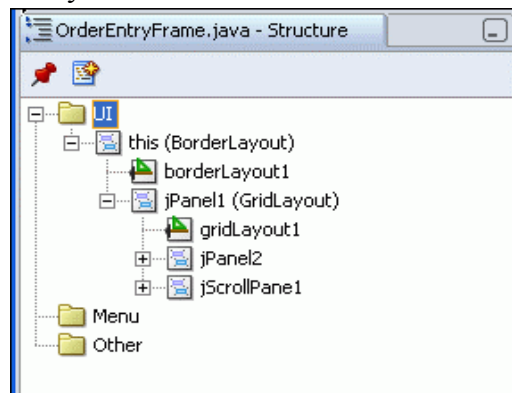 OrderEntryFrame.java - Structure
UI
this (BorderLayout)
borderLayout1
jPanel1 (GridLayout)
gridLayout1
jPanel2
jScrollPane1
Menu
Other